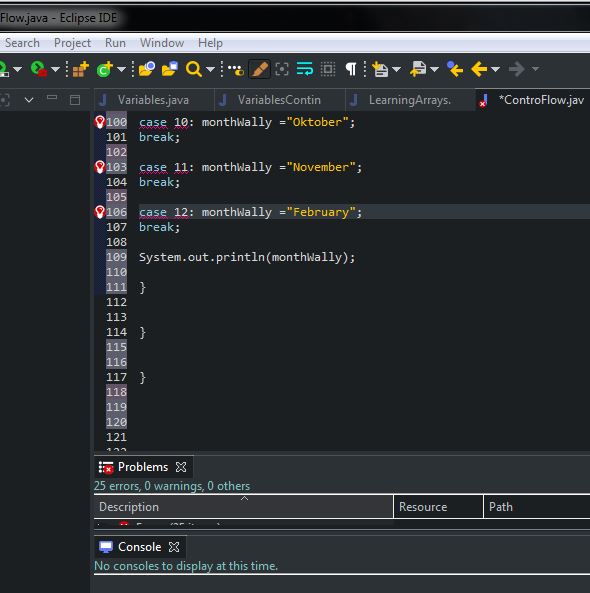 Flow.java - Eclipse IDE
Search Project Run Window Help
Variables.java VariablesContin LearningArrays. *ControFlow.jav
100 case 10: monthWally ="Oktober";
101 break;
102
103 case 11: monthWally ="November";
104 break;
105
106 case 12: monthWally ="February";
107 break;
108
109 System.out.println(monthWally);
110
111 }
112
113
114 }
115
116
117 }
118
119
120
121
Problems
25 errors, 0 warnings, 0 others
Description Resource Path
Console
No consoles to display at this time.